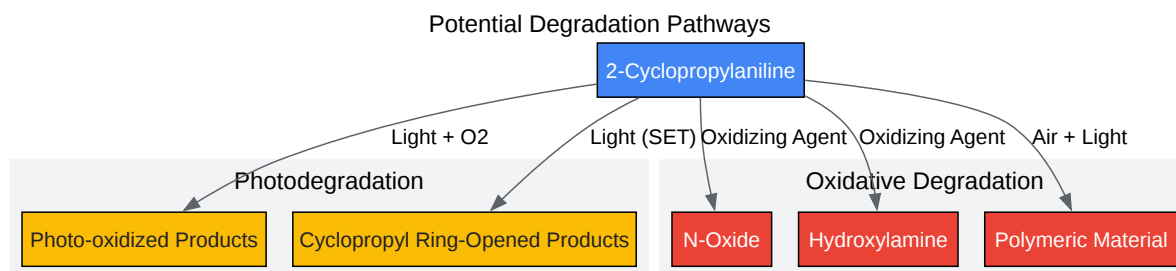 Potential Degradation Pathways
2-Cyclopropylaniline
Light + O2
Light (SET)
Oxidizing Agent
Oxidizing Agent
Air + Light
Photodegradation
Oxidative Degradation
Photo-oxidized Products
Cyclopropyl Ring-Opened Products
N-Oxide
Hydroxylamine
Polymeric Material